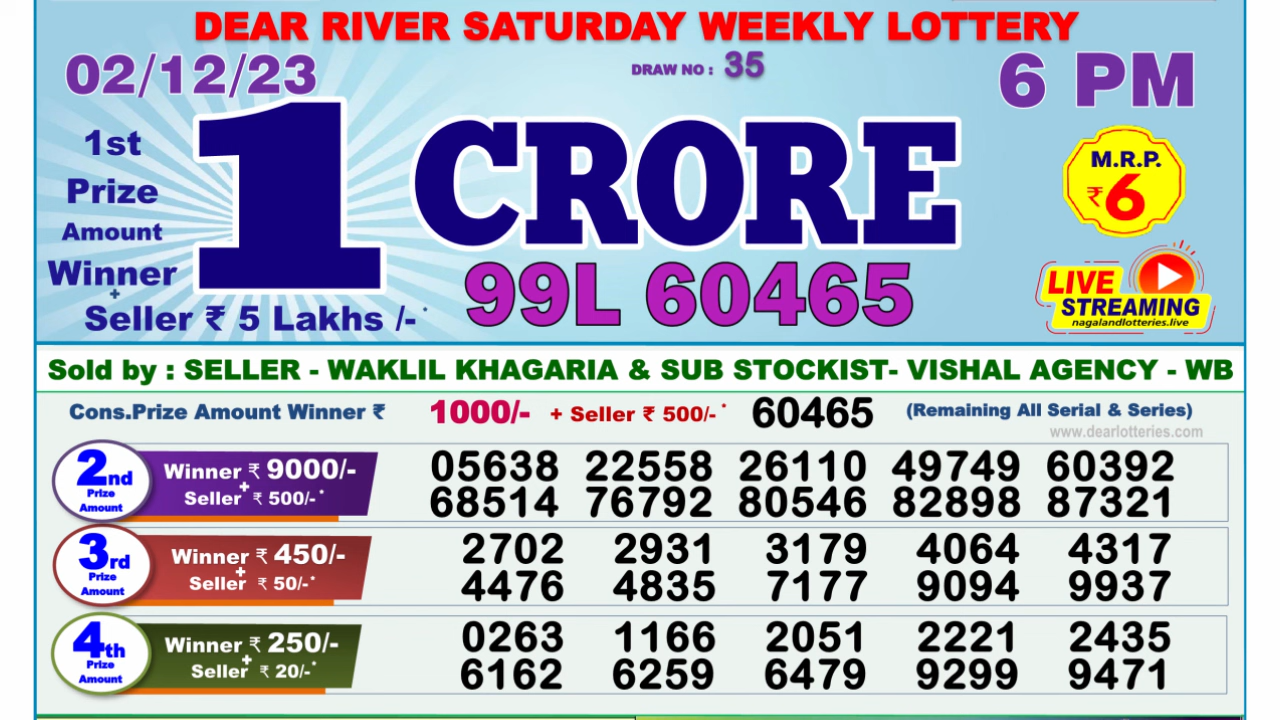 DEAR RIVER SATURDAY WEEKLY LOTTERY
02/12/23
DRAW NO : 35
6 PM
1st
Prize
Amount
Winner
+
Seller ₹ 5 Lakhs /-*
1 CRORE
99L 60465
M.R.P.
₹6
LIVE
STREAMING
nagalandlotteries.live
Sold by : SELLER - WAKLIL KHAGARIA & SUB STOCKIST- VISHAL AGENCY - WB
Cons.Prize Amount Winner ₹ 1000/- + Seller ₹ 500/-* 60465 (Remaining All Serial & Series)
www.dearlotteries.com
2nd
Prize
Amount
Winner ₹ 9000/-
+
Seller ₹ 500/-*
05638 22558 26110 49749 60392
68514 76792 80546 82898 87321
3rd
Prize
Amount
Winner ₹ 450/-
+
Seller ₹ 50/-*
2702 2931 3179 4064 4317
4476 4835 7177 9094 9937
4th
Prize
Amount
Winner ₹ 250/-
+
Seller ₹ 20/-*
0263 1166 2051 2221 2435
6162 6259 6479 9299 9471